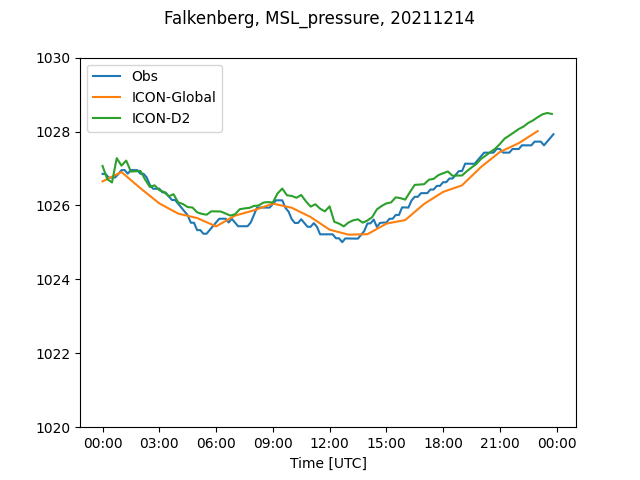 Falkenberg, MSL_pressure, 20211214
1030
1028
1026
1024
1022
1020
Obs
ICON-Global
ICON-D2
00:00 03:00 06:00 09:00 12:00 15:00 18:00 21:00 00:00
Time [UTC]